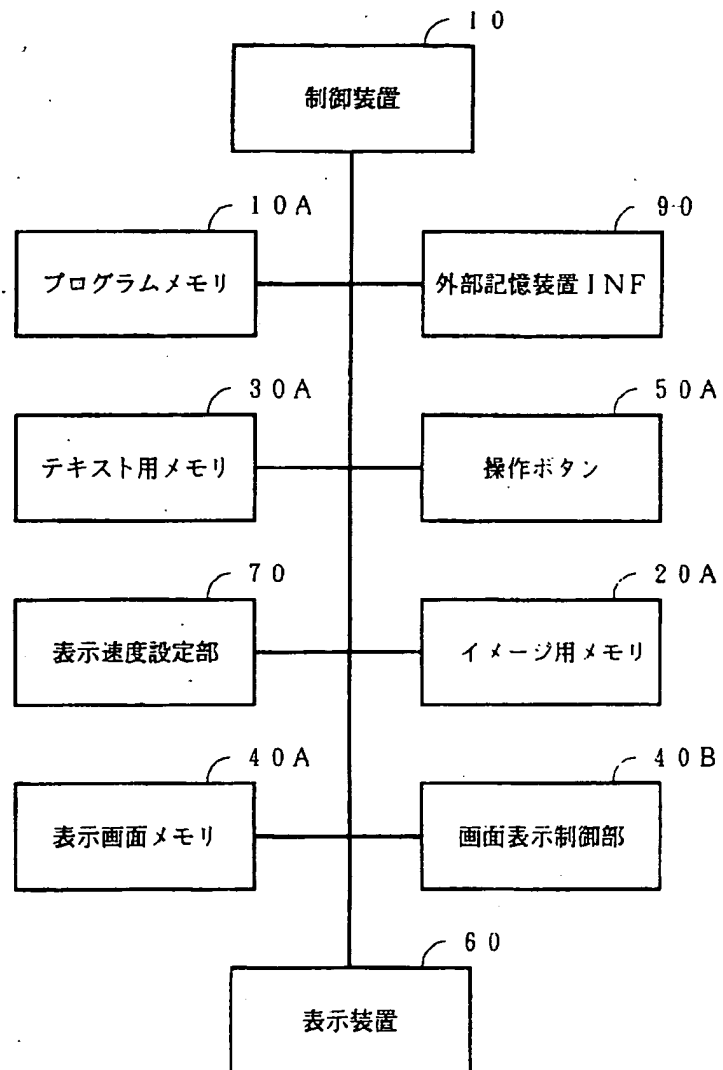 10
制御装置
10A
プログラムメモリ
90
外部記憶装置INF
30A
テキスト用メモリ
50A
操作ボタン
70
表示速度設定部
20A
イメージ用メモリ
40A
表示画面メモリ
40B
画面表示制御部
60
表示装置